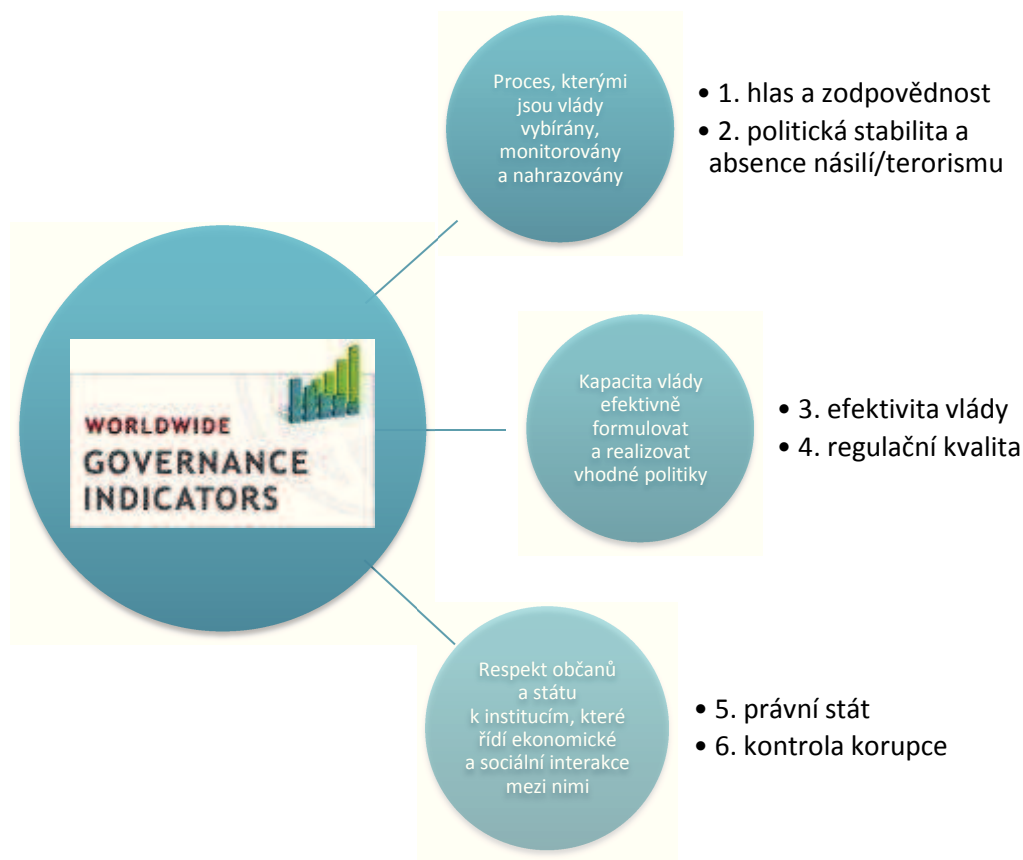 Proces, kterými
jsou vlády
vybírány,
monitorovány
a nahrazovány
• 1. hlas a zodpovědnost
• 2. politická stabilita a
absence násilí/terorismu
WORLDWIDE
GOVERNANCE
INDICATORS
Kapacita vlády
efektivně
formulovat
a realizovat
vhodné politiky
• 3. efektivita vlády
• 4. regulační kvalita
Respekt občanů
a státu
k institucím, které
řídí ekonomické
a sociální interakce
mezi nimi
• 5. právní stát
• 6. kontrola korupce